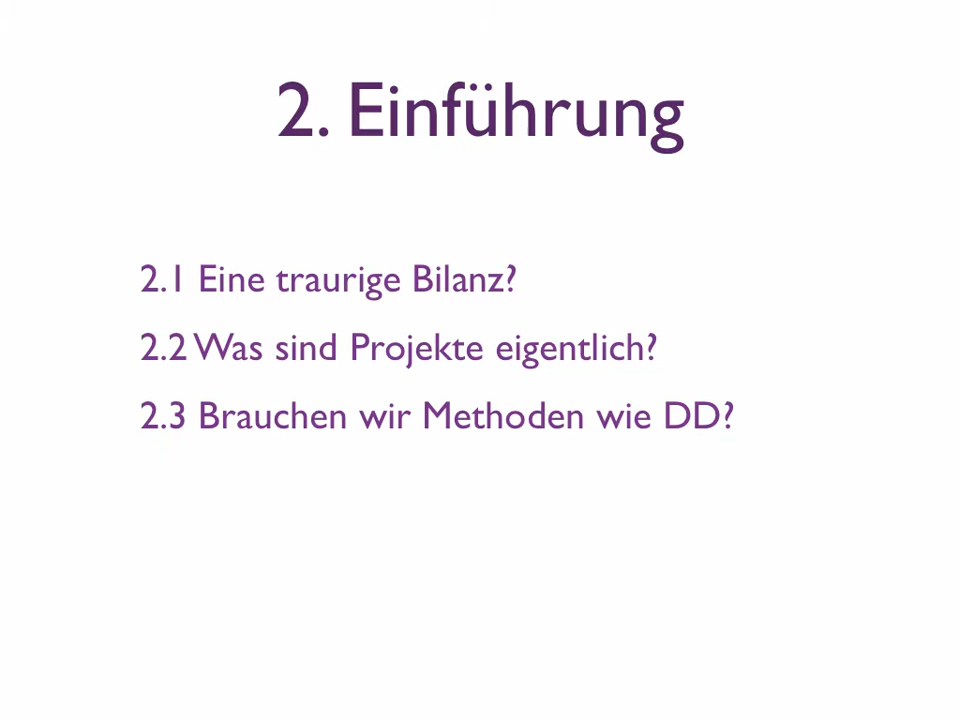 2. Einführung
2.1 Eine traurige Bilanz?
2.2 Was sind Projekte eigentlich?
2.3 Brauchen wir Methoden wie DD?